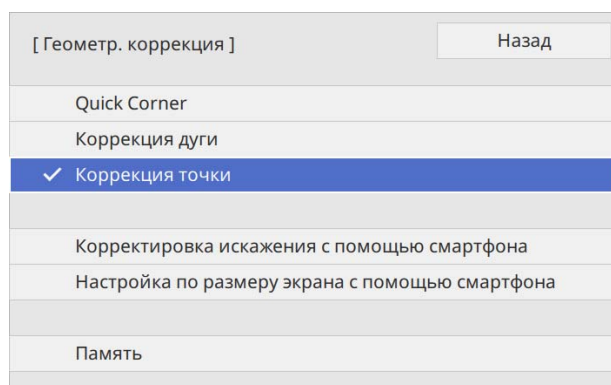 [ Геометр. коррекция ]
Назад
Quick Corner
Коррекция дуги
Коррекция точки
Корректировка искажения с помощью смартфона
Настройка по размеру экрана с помощью смартфона
Память